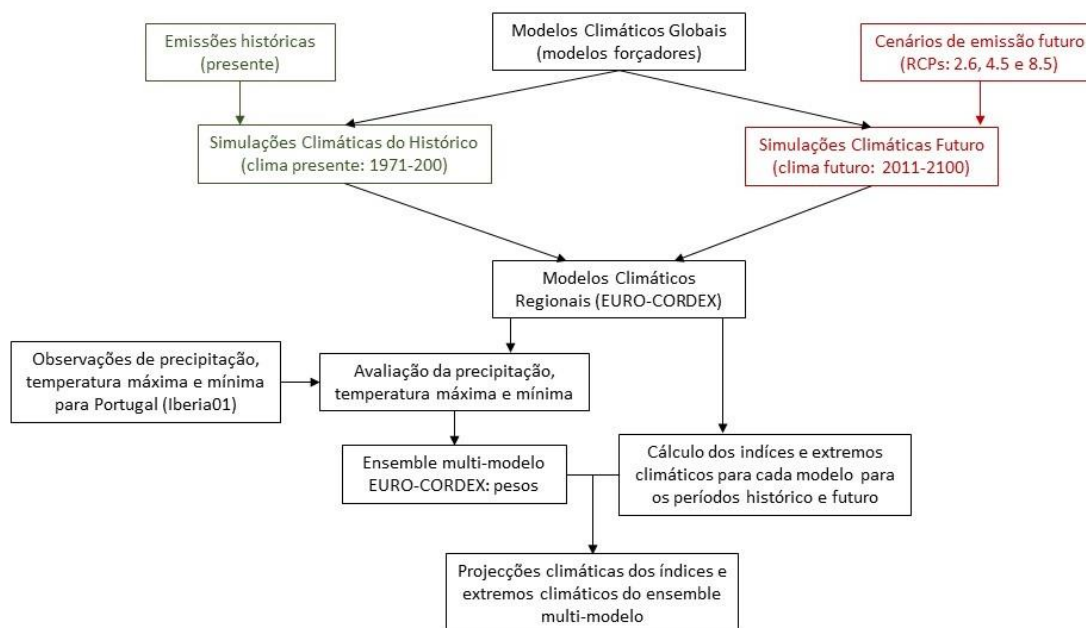 Emissões históricas
(presente)
Modelos Climáticos Globais
(modelos forçadores)
Cenários de emissão futuro
(RCPs: 2.6, 4.5 e 8.5)
Simulações Climáticas do Histórico
(clima presente: 1971-200)
Simulações Climáticas Futuro
(clima futuro: 2011-2100)
Modelos Climáticos
Regionais (EURO-CORDEX)
Observações de precipitação,
temperatura máxima e mínima
para Portugal (Iberia01)
Avaliação da precipitação,
temperatura máxima e mínima
Ensemble multi-modelo
EURO-CORDEX: pesos
Cálculo dos indíces e extremos
climáticos para cada modelo para
os períodos histórico e futuro
Projecções climáticas dos índices e
extremos climáticos do ensemble
multi-modelo